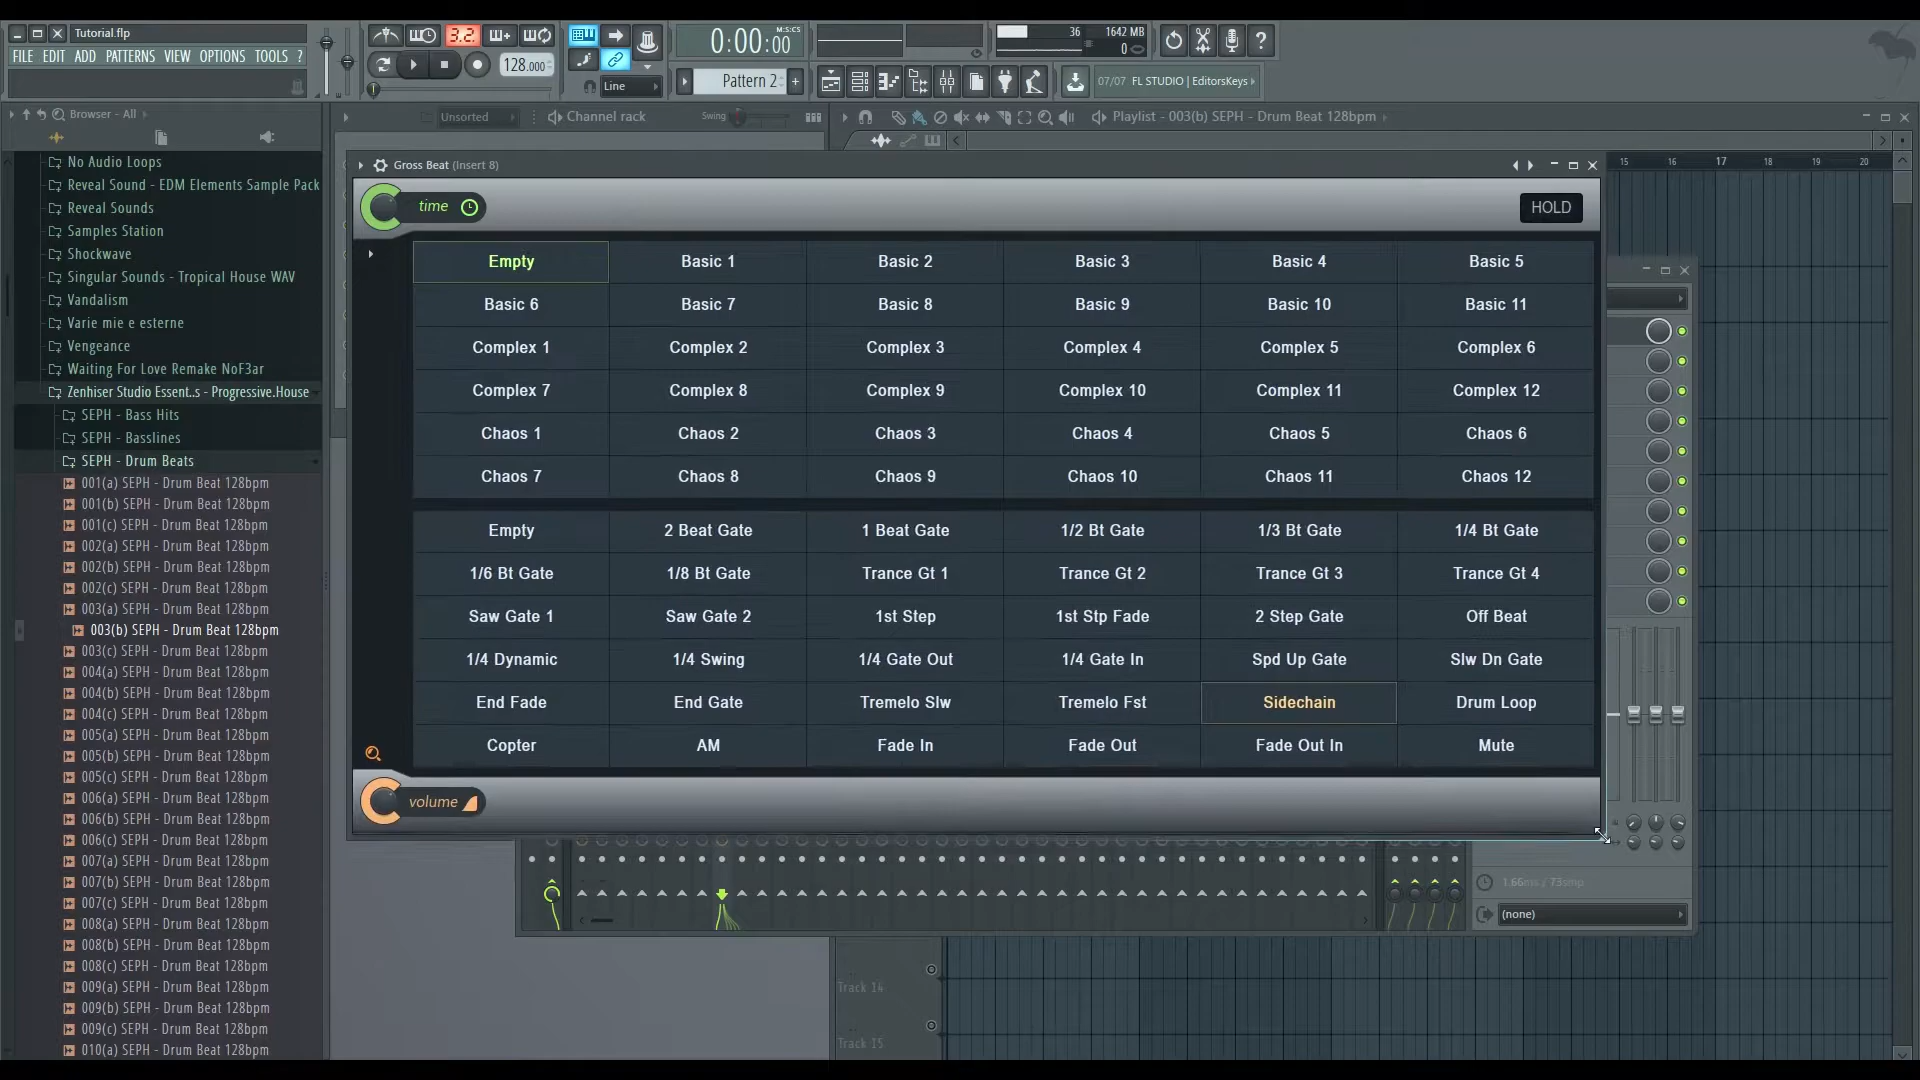 Tutorial.flp
FILE EDIT ADD PATTERNS VIEW OPTIONS TOOLS ?
3.2
128.000
Line
0:00:00
M:S:CS
Pattern 2
+
36
1642 MB
0
?
07/07 FL STUDIO | EditorsKeys
Browser - All
Unsorted
Channel rack
Swing
Playlist - 003(b) SEPH - Drum Beat 128bpm
15 16 17 18 19 20
No Audio Loops
Reveal Sound - EDM Elements Sample Pack
Reveal Sounds
Samples Station
Shockwave
Singular Sounds - Tropical House WAV
Vandalism
Varie mie e esterne
Vengeance
Waiting For Love Remake NoF3ar
Zenhiser Studio Essent..s - Progressive.House
SEPH - Bass Hits
SEPH - Basslines
SEPH - Drum Beats
001(a) SEPH - Drum Beat 128bpm
001(b) SEPH - Drum Beat 128bpm
001(c) SEPH - Drum Beat 128bpm
002(a) SEPH - Drum Beat 128bpm
002(b) SEPH - Drum Beat 128bpm
002(c) SEPH - Drum Beat 128bpm
003(a) SEPH - Drum Beat 128bpm
003(b) SEPH - Drum Beat 128bpm
003(c) SEPH - Drum Beat 128bpm
004(a) SEPH - Drum Beat 128bpm
004(b) SEPH - Drum Beat 128bpm
004(c) SEPH - Drum Beat 128bpm
005(a) SEPH - Drum Beat 128bpm
005(b) SEPH - Drum Beat 128bpm
005(c) SEPH - Drum Beat 128bpm
006(a) SEPH - Drum Beat 128bpm
006(b) SEPH - Drum Beat 128bpm
006(c) SEPH - Drum Beat 128bpm
007(a) SEPH - Drum Beat 128bpm
007(b) SEPH - Drum Beat 128bpm
007(c) SEPH - Drum Beat 128bpm
008(a) SEPH - Drum Beat 128bpm
008(b) SEPH - Drum Beat 128bpm
008(c) SEPH - Drum Beat 128bpm
009(a) SEPH - Drum Beat 128bpm
009(b) SEPH - Drum Beat 128bpm
009(c) SEPH - Drum Beat 128bpm
010(a) SEPH - Drum Beat 128bpm
Gross Beat (Insert 8)
time
HOLD
Empty Basic 1 Basic 2 Basic 3 Basic 4 Basic 5
Basic 6 Basic 7 Basic 8 Basic 9 Basic 10 Basic 11
Complex 1 Complex 2 Complex 3 Complex 4 Complex 5 Complex 6
Complex 7 Complex 8 Complex 9 Complex 10 Complex 11 Complex 12
Chaos 1 Chaos 2 Chaos 3 Chaos 4 Chaos 5 Chaos 6
Chaos 7 Chaos 8 Chaos 9 Chaos 10 Chaos 11 Chaos 12
Empty 2 Beat Gate 1 Beat Gate 1/2 Bt Gate 1/3 Bt Gate 1/4 Bt Gate
1/6 Bt Gate 1/8 Bt Gate Trance Gt 1 Trance Gt 2 Trance Gt 3 Trance Gt 4
Saw Gate 1 Saw Gate 2 1st Step 1st Stp Fade 2 Step Gate Off Beat
1/4 Dynamic 1/4 Swing 1/4 Gate Out 1/4 Gate In Spd Up Gate Slw Dn Gate
End Fade End Gate Tremelo Slw Tremelo Fst Sidechain Drum Loop
Copter AM Fade In Fade Out Fade Out In Mute
volume
1.66ms / 73smp
(none)
Track 14
Track 15